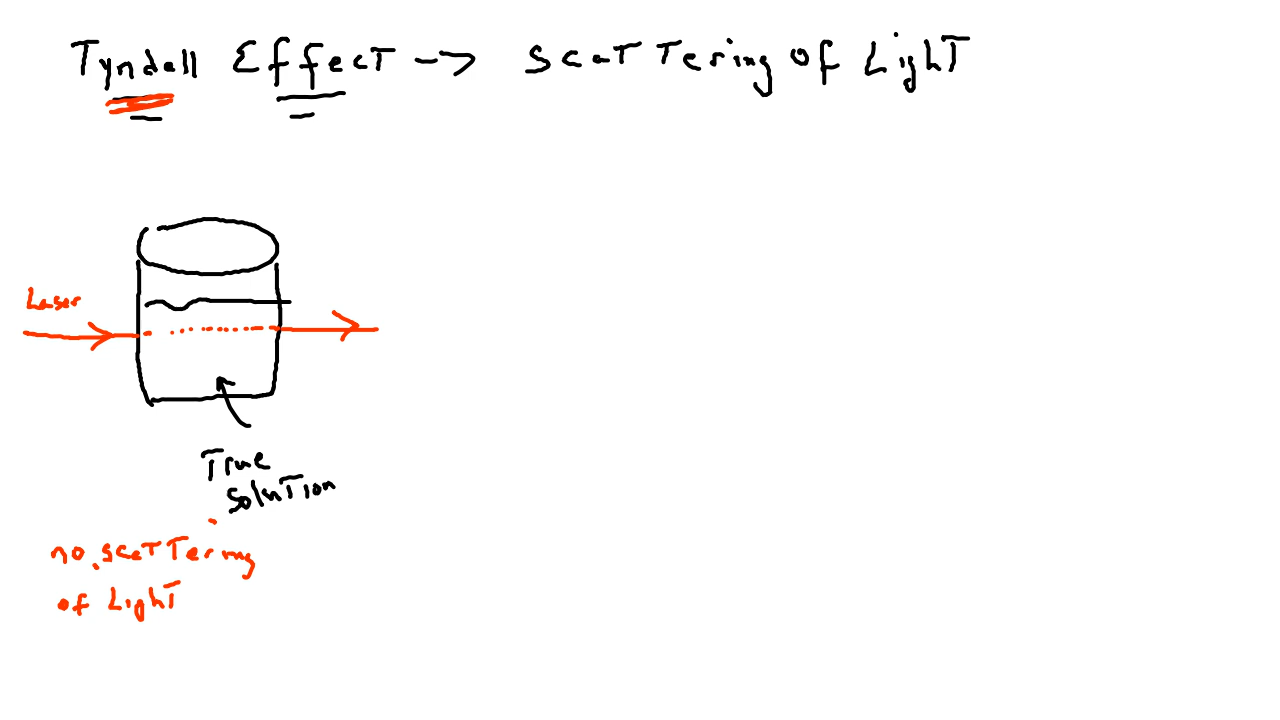 Tyndall Effect -> scattering of Light
Laser
True
solution
no scattering
of Light